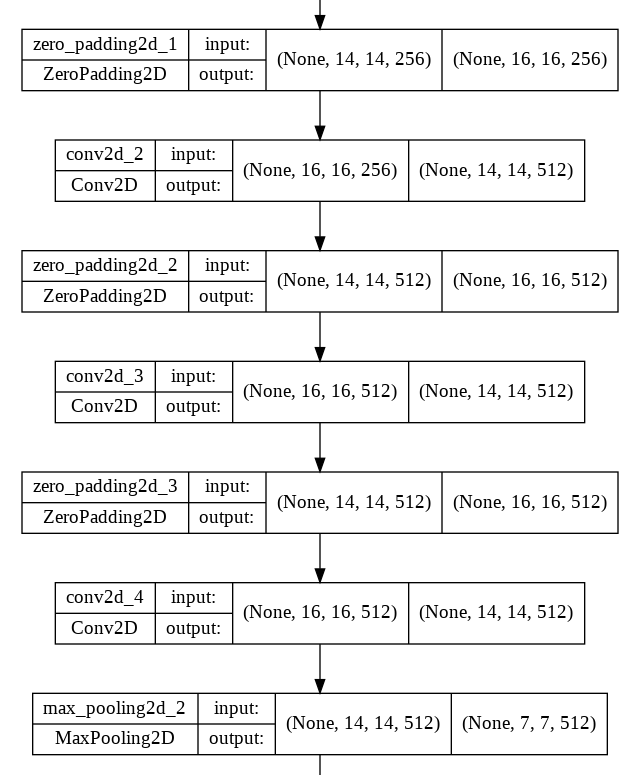 zero_padding2d_1 input: (None, 14, 14, 256) (None, 16, 16, 256)
ZeroPadding2D output:
conv2d_2 input: (None, 16, 16, 256) (None, 14, 14, 512)
Conv2D output:
zero_padding2d_2 input: (None, 14, 14, 512) (None, 16, 16, 512)
ZeroPadding2D output:
conv2d_3 input: (None, 16, 16, 512) (None, 14, 14, 512)
Conv2D output:
zero_padding2d_3 input: (None, 14, 14, 512) (None, 16, 16, 512)
ZeroPadding2D output:
conv2d_4 input: (None, 16, 16, 512) (None, 14, 14, 512)
Conv2D output:
max_pooling2d_2 input: (None, 14, 14, 512) (None, 7, 7, 512)
MaxPooling2D output: